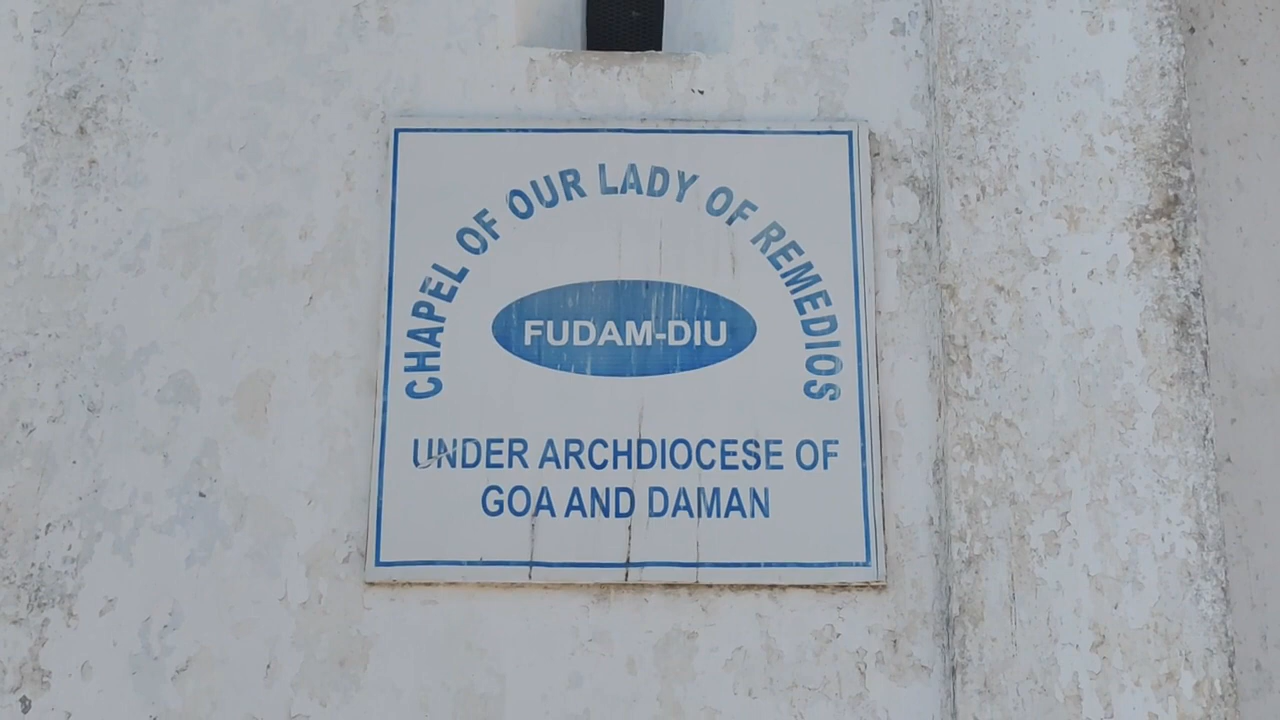 CHAPEL OF OUR LADY OF REMEDIOS
FUDAM-DIU
UNDER ARCHDIOCESE OF
GOA AND DAMAN